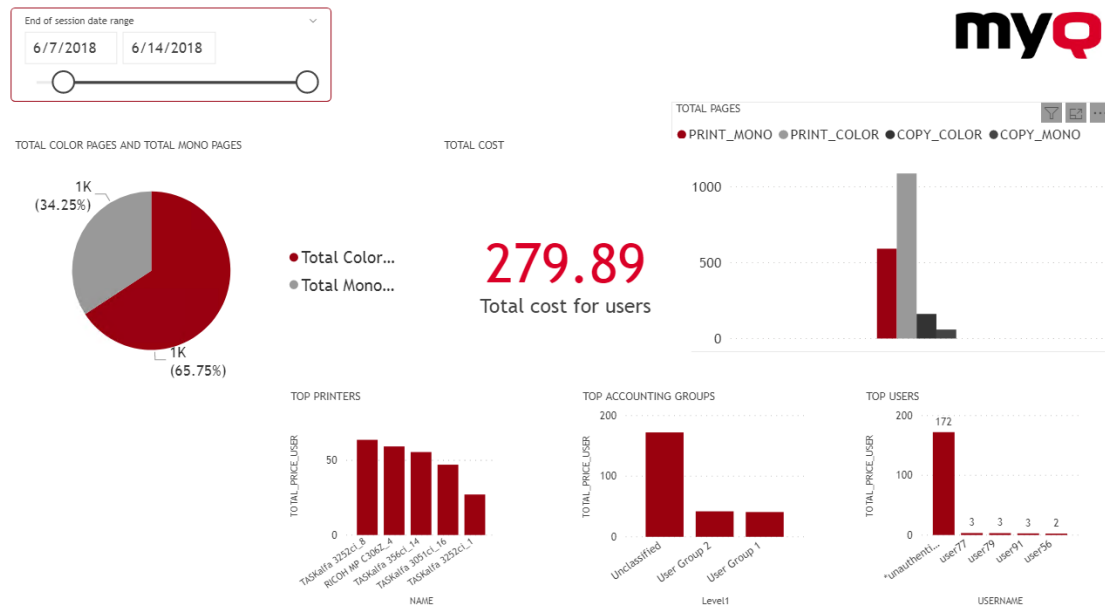 End of session date range
6/7/2018
6/14/2018
myQ
TOTAL COLOR PAGES AND TOTAL MONO PAGES
1K
(34.25%)
1K
(65.75%)
Total Color...
Total Mono...
TOTAL COST
279.89
Total cost for users
TOTAL PAGES
PRINT_MONO PRINT_COLOR COPY_COLOR COPY_MONO
1000
500
0
TOP PRINTERS
TOTAL_PRICE_USER
50
0
TASKalfa 3252ci_8
RICOH MP C306Z_4
TASKalfa 356ci_14
TASKalfa 3051ci_16
TASKalfa 3252ci_1
NAME
TOP ACCOUNTING GROUPS
TOTAL_PRICE_USER
200
100
0
Unclassified
User Group 2
User Group 1
Level1
TOP USERS
TOTAL_PRICE_USER
200
100
0
172
3
3
3
2
*unauthenti...
user77
user79
user91
user56
USERNAME